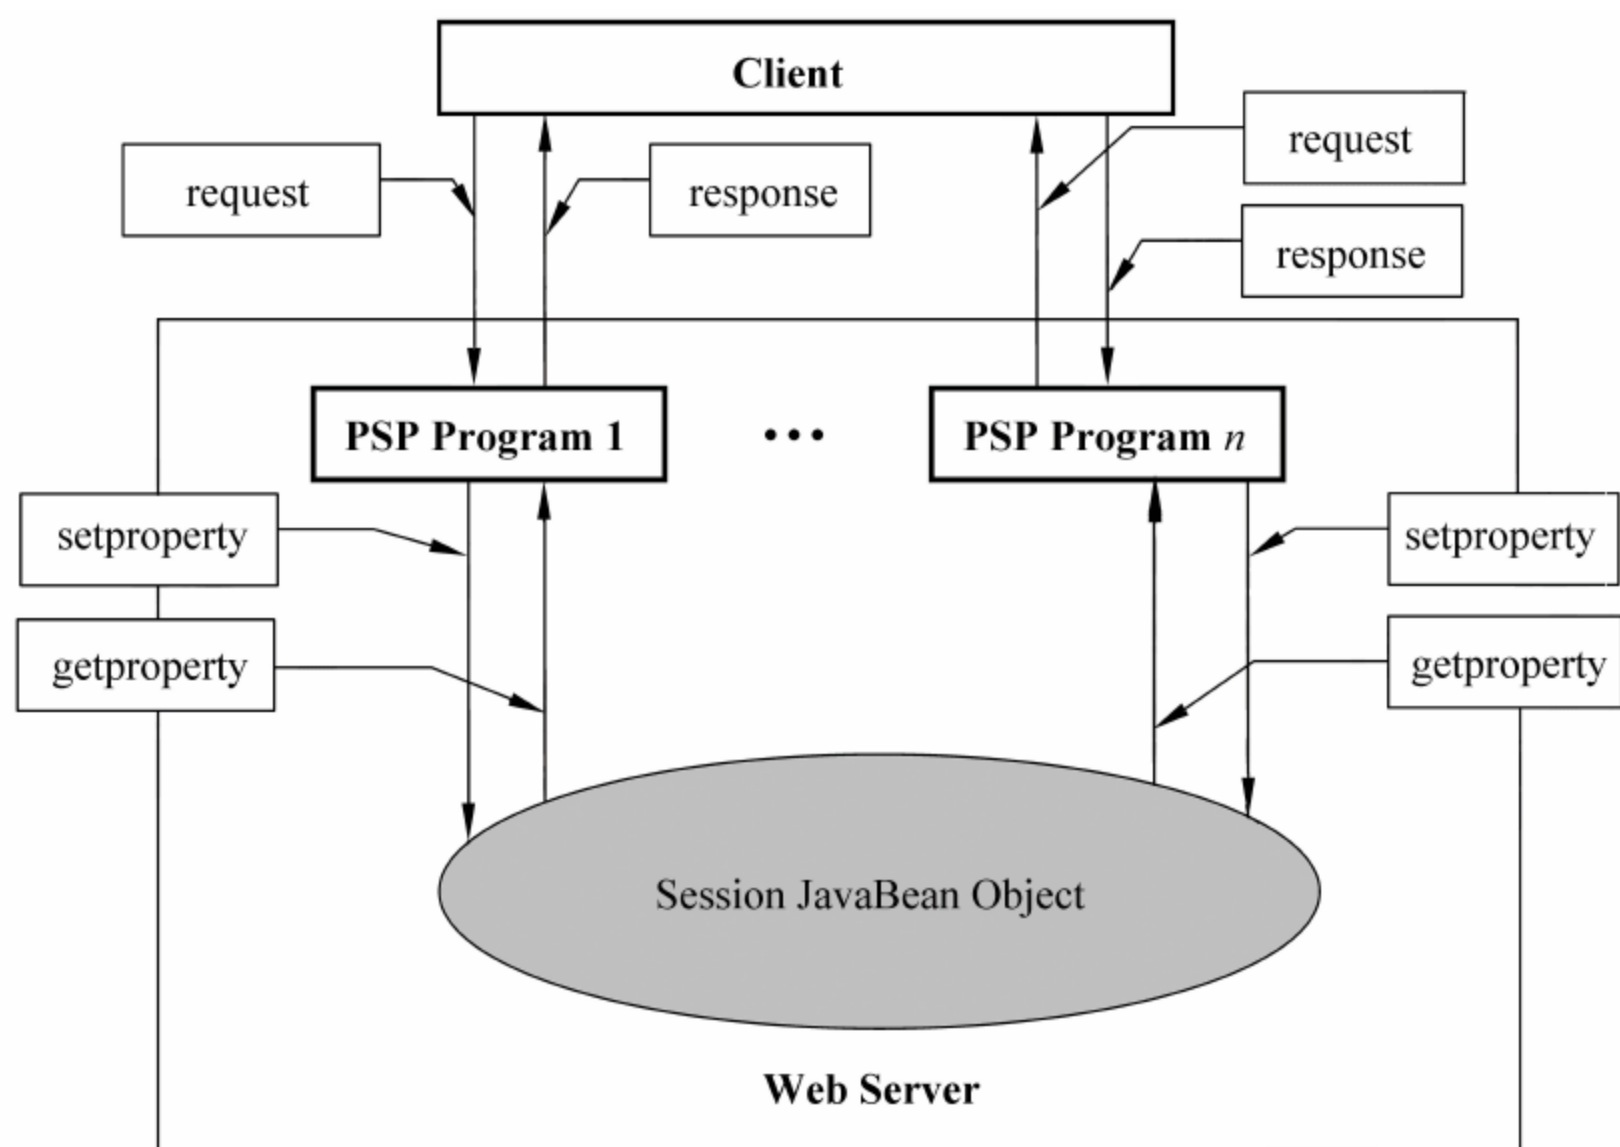 Client
request
request
response
response
PSP Program 1
...
PSP Program n
setproperty
setproperty
getproperty
getproperty
Session JavaBean Object
Web Server